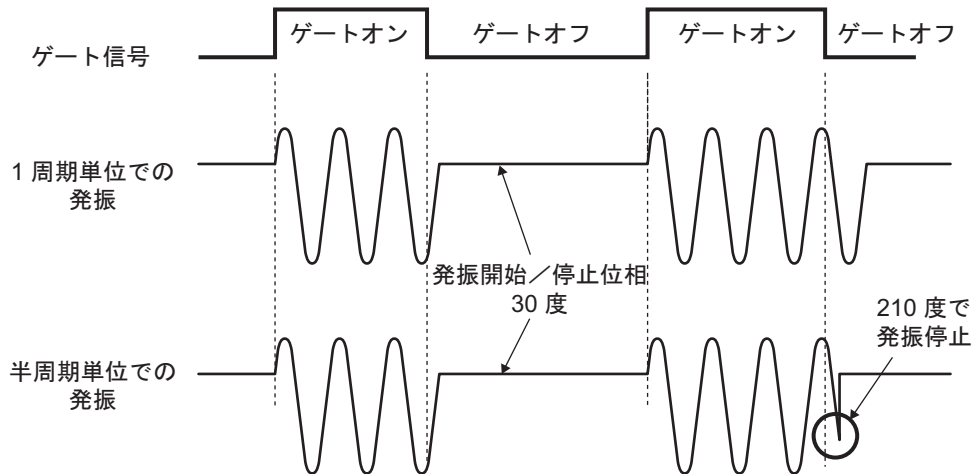 ゲート信号
ゲートオン
ゲートオフ
ゲートオン
ゲートオフ
1 周期単位での
発振
発振開始／停止位相
30 度
210 度で
発振停止
半周期単位での
発振